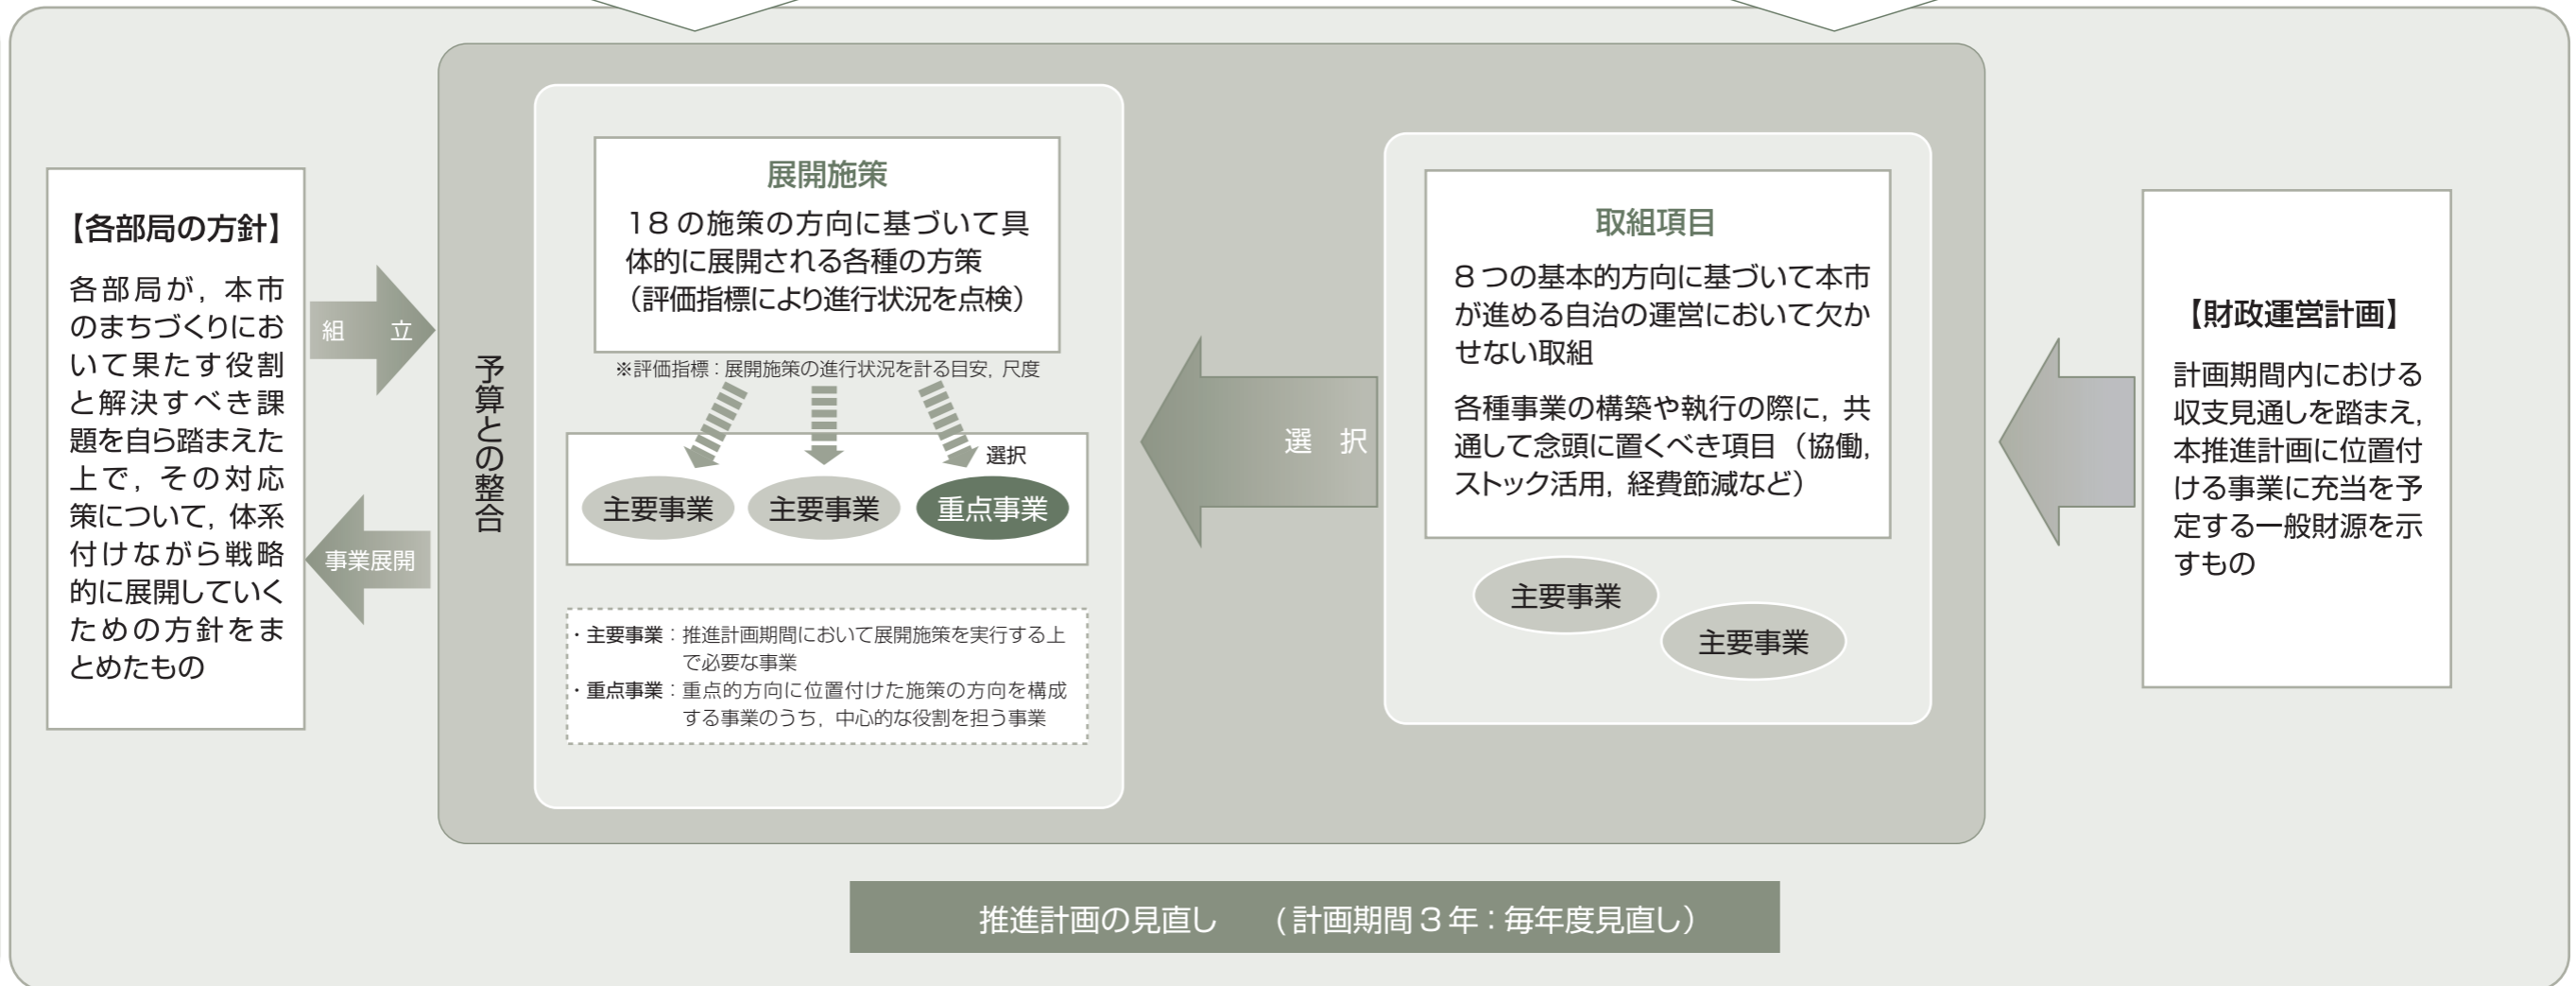 【各部局の方針】
各部局が，本市
のまちづくりにお
いて果たす役割
と解決すべき課
題を自ら踏まえた
上で，その対応
策について，体系
付けながら戦略
的に展開していく
ための方針をま
とめたもの
組　立
事業展開
予算との整合
展開施策
18の施策の方向に基づいて具
体的に展開される各種の方策
（評価指標により進行状況を点検）
※評価指標：展開施策の進行状況を計る目安，尺度
選択
主要事業
主要事業
重点事業
・主要事業：推進計画期間において展開施策を実行する上
で必要な事業
・重点事業：重点的方向に位置付けた施策の方向を構成
する事業のうち，中心的な役割を担う事業
選　択
取組項目
8つの基本的方向に基づいて本市
が進める自治の運営において欠か
せない取組
各種事業の構築や執行の際に，共
通して念頭に置くべき項目（協働，
ストック活用，経費節減など）
主要事業
主要事業
【財政運営計画】
計画期間内における
収支見通しを踏まえ，
本推進計画に位置付
ける事業に充当を予
定する一般財源を示
すもの
推進計画の見直し　（計画期間3年：毎年度見直し）